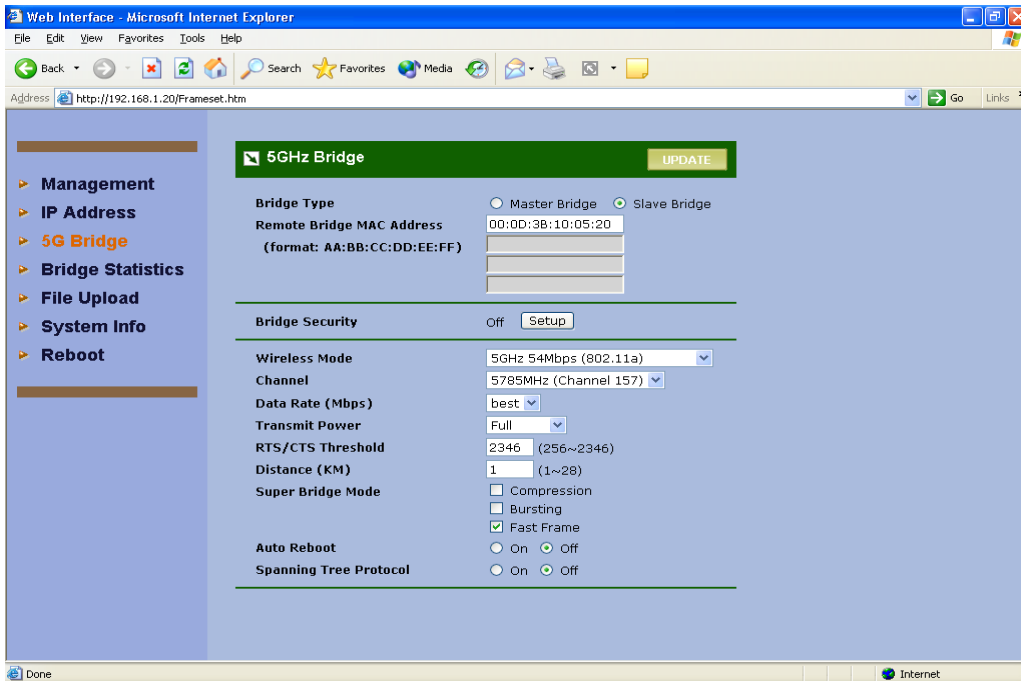 Web Interface - Microsoft Internet Explorer
File Edit View Favorites Tools Help
Back Search Favorites Media
Address http://192.168.1.20/Frameset.htm Go Links
Management
IP Address
5G Bridge
Bridge Statistics
File Upload
System Info
Reboot
5GHz Bridge UPDATE
Bridge Type Master Bridge Slave Bridge
Remote Bridge MAC Address 00:0D:3B:10:05:20
(format: AA:BB:CC:DD:EE:FF)
Bridge Security Off Setup
Wireless Mode 5GHz 54Mbps (802.11a)
Channel 5785MHz (Channel 157)
Data Rate (Mbps) best
Transmit Power Full
RTS/CTS Threshold 2346 (256~2346)
Distance (KM) 1 (1~28)
Super Bridge Mode Compression
Bursting
Fast Frame
Auto Reboot On Off
Spanning Tree Protocol On Off
Done Internet